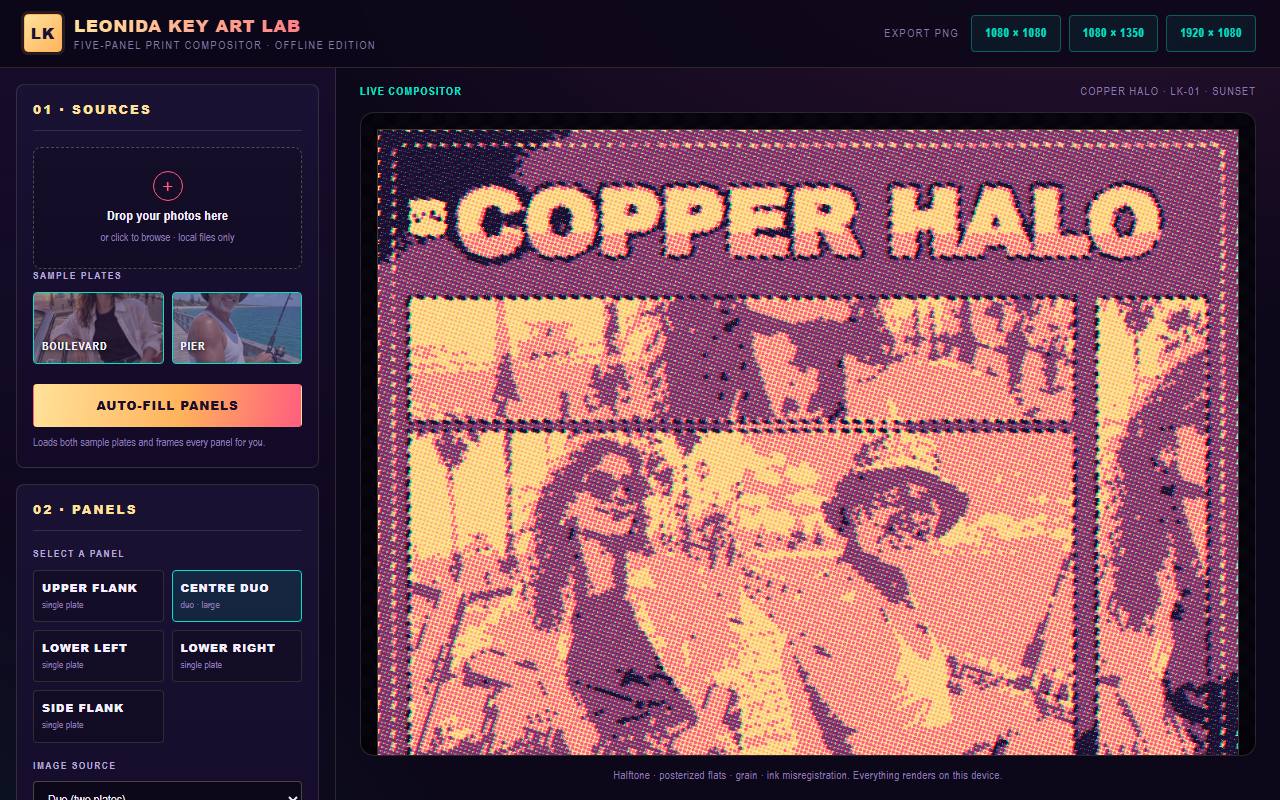 LK
LEONIDA KEY ART LAB
FIVE-PANEL PRINT COMPOSITOR · OFFLINE EDITION
EXPORT PNG
1080 × 1080
1080 × 1350
1920 × 1080
01 · SOURCES
+
Drop your photos here
or click to browse · local files only
SAMPLE PLATES
BOULEVARD
PIER
AUTO-FILL PANELS
Loads both sample plates and frames every panel for you.
02 · PANELS
SELECT A PANEL
UPPER FLANK
single plate
CENTRE DUO
duo · large
LOWER LEFT
single plate
LOWER RIGHT
single plate
SIDE FLANK
single plate
IMAGE SOURCE
Duo (two plates)
LIVE COMPOSITOR
COPPER HALO · LK-01 · SUNSET
COPPER HALO
Halftone · posterized flats · grain · ink misregistration. Everything renders on this device.